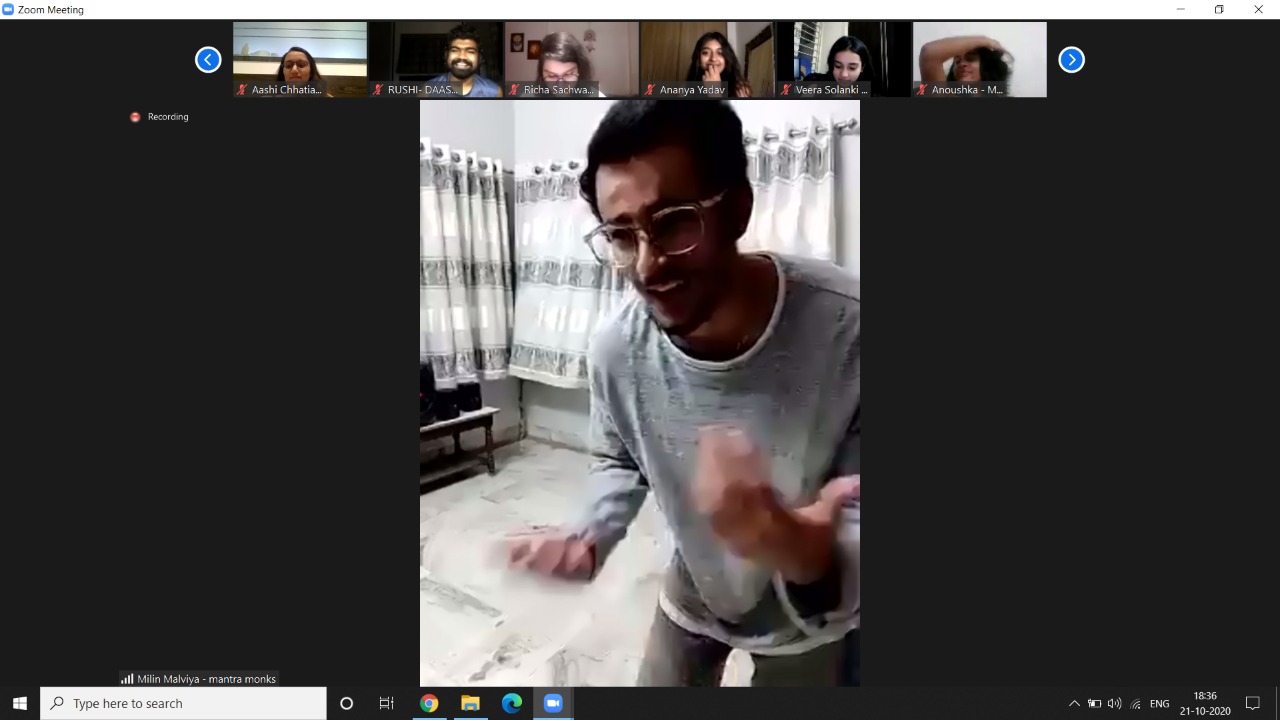 Zoom Meeting
Aashi Chhatia...
RUSHI- DAAS...
Richa Sachwa...
Ananya Yadav
Veera Solanki ...
Anoushka - M...
Recording
Milin Malviya - mantra monks
Type here to search
ENG
18:36
21-10-2020